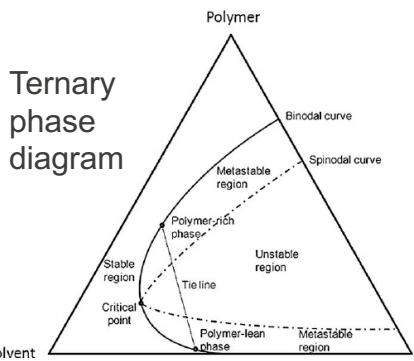 Polymer
Ternary
phase
diagram
Binodal curve
Spinodal curve
Metastable
region
Polymer-rich
phase
Stable
region
Unstable
region
Tie line
Critical
point
Polymer-lean
phase
Metastable
region
olvent